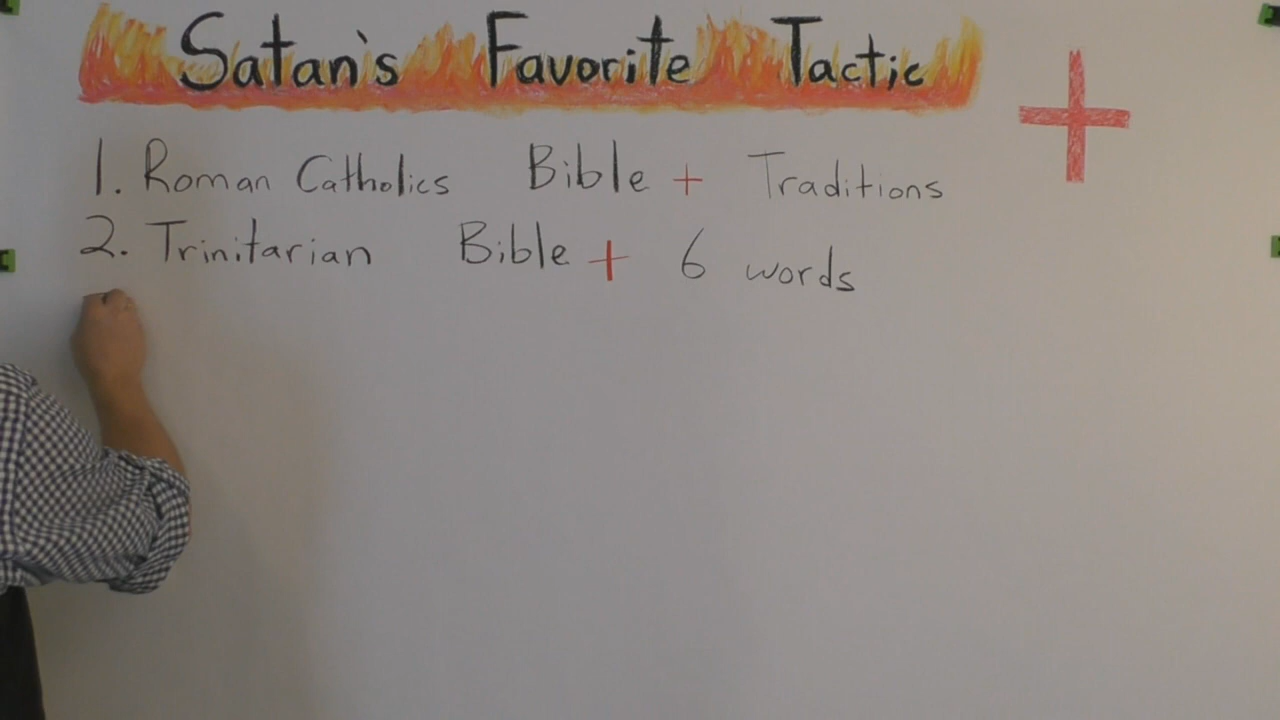 Satan's Favorite Tactic
+
1. Roman Catholics Bible + Traditions
2. Trinitarian Bible + 6 words